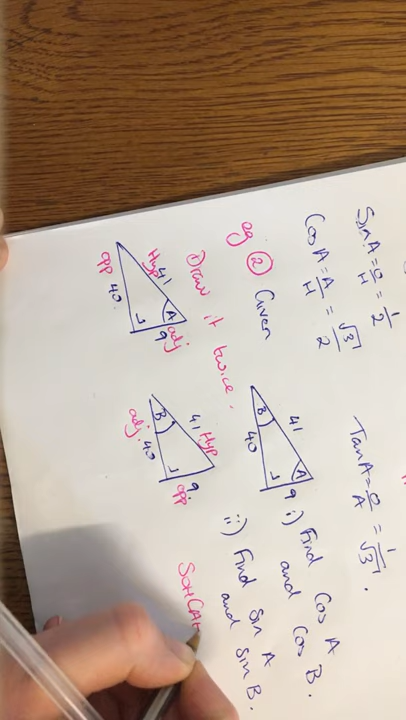 Sin A = O/H = 1/2
Tan A = O/A = 1/√3.
Cos A = A/H = √3/2
eg ② Given
A
B
41
40
9
i) Find Cos A
and Cos B.
ii) Find Sin A
and Sin B.
Draw it twice.
Hyp 41
A
adj
9
opp 40
41 Hyp
B
adj 40
9
opp
SOHCAH